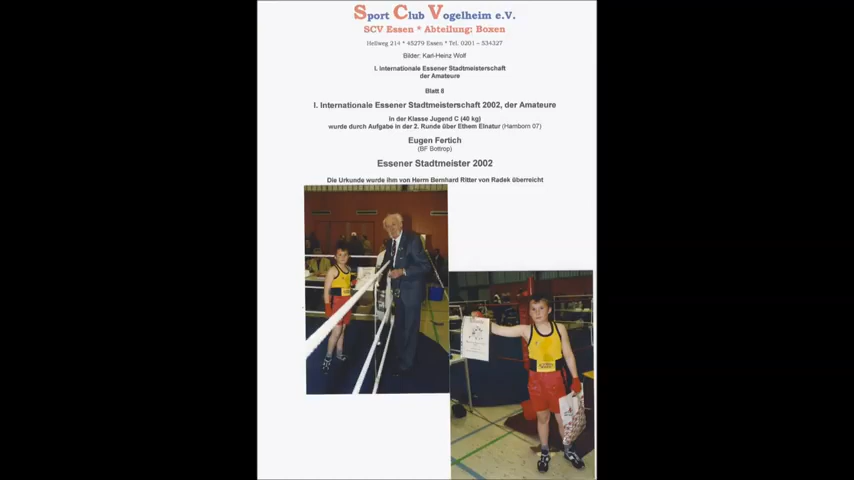 Sport Club Vogelheim e.V.
SCV Essen * Abteilung: Boxen
Hellweg 214 * 45279 Essen * Tel. 0201 – 334327
Bilder: Karl-Heinz Wolf
I. Internationale Essener Stadtmeisterschaft
der Amateure
Blatt 8
I. Internationale Essener Stadtmeisterschaft 2002, der Amateure
In der Klasse Jugend C (40 kg)
wurde durch Aufgabe in der 2. Runde über Ethem Elnatur (Hamborn 07)
Eugen Fertich
(BF Bottrop)
Essener Stadtmeister 2002
Die Urkunde wurde ihm von Herrn Bernhard Ritter von Radek überreicht